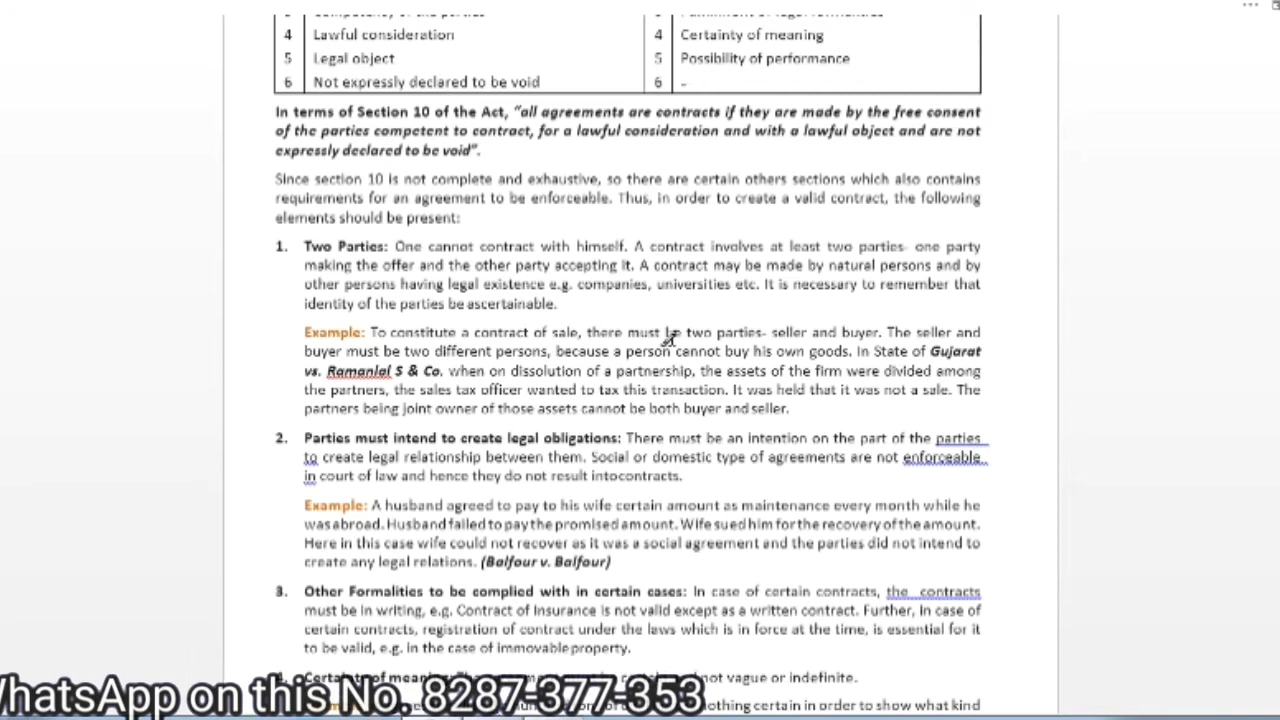 4 Lawful consideration 4 Certainty of meaning
5 Legal object 5 Possibility of performance
6 Not expressly declared to be void 6 -
In terms of Section 10 of the Act, “all agreements are contracts if they are made by the free consent
of the parties competent to contract, for a lawful consideration and with a lawful object and are not
expressly declared to be void”.
Since section 10 is not complete and exhaustive, so there are certain others sections which also contains
requirements for an agreement to be enforceable. Thus, in order to create a valid contract, the following
elements should be present:
1. Two Parties: One cannot contract with himself. A contract involves at least two parties- one party
making the offer and the other party accepting it. A contract may be made by natural persons and by
other persons having legal existence e.g. companies, universities etc. It is necessary to remember that
identity of the parties be ascertainable.
Example: To constitute a contract of sale, there must be two parties- seller and buyer. The seller and
buyer must be two different persons, because a person cannot buy his own goods. In State of Gujarat
vs. Ramanlal S & Co. when on dissolution of a partnership, the assets of the firm were divided among
the partners, the sales tax officer wanted to tax this transaction. It was held that it was not a sale. The
partners being joint owner of those assets cannot be both buyer and seller.
2. Parties must intend to create legal obligations: There must be an intention on the part of the parties
to create legal relationship between them. Social or domestic type of agreements are not enforceable
in court of law and hence they do not result intocontracts.
Example: A husband agreed to pay to his wife certain amount as maintenance every month while he
was abroad. Husband failed to pay the promised amount. Wife sued him for the recovery of the amount.
Here in this case wife could not recover as it was a social agreement and the parties did not intend to
create any legal relations. (Balfour v. Balfour)
3. Other Formalities to be complied with in certain cases: In case of certain contracts, the contracts
must be in writing, e.g. Contract of Insurance is not valid except as a written contract. Further, in case of
certain contracts, registration of contract under the laws which is in force at the time, is essential for it
to be valid, e.g. in the case of immovable property.
not vague or indefinite.
WhatsApp on this No. 8287-377-353
nothing certain in order to show what kind